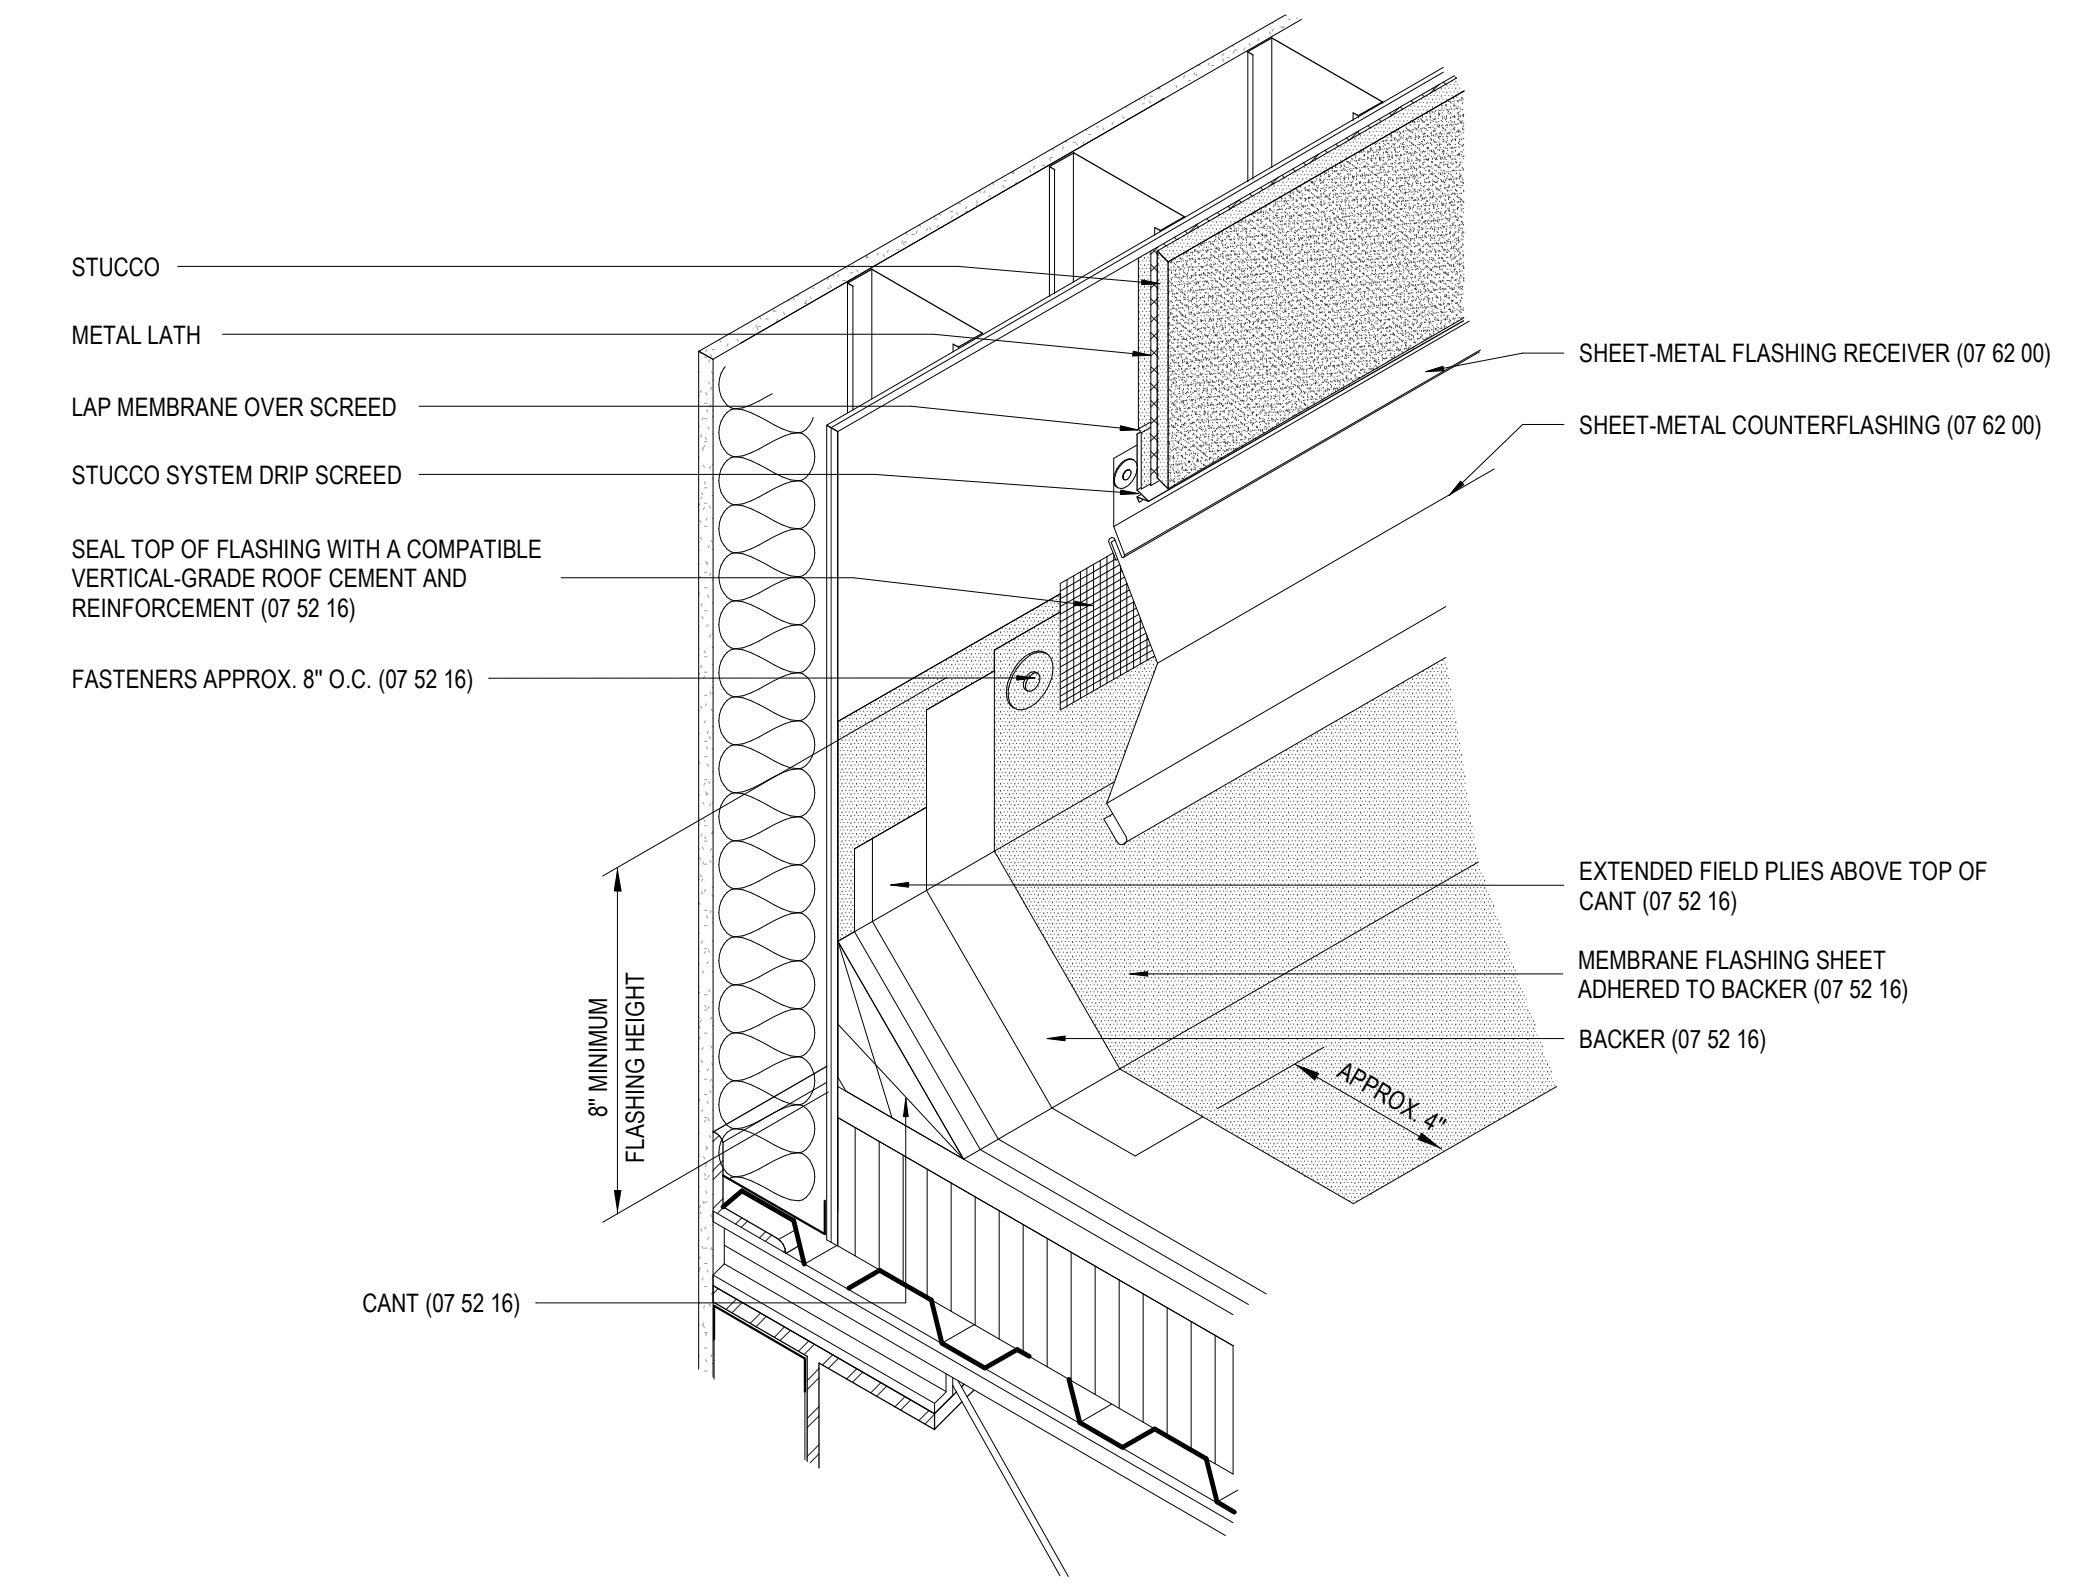 STUCCO
METAL LATH
LAP MEMBRANE OVER SCREED
STUCCO SYSTEM DRIP SCREED
SEAL TOP OF FLASHING WITH A COMPATIBLE
VERTICAL-GRADE ROOF CEMENT AND
REINFORCEMENT (07 52 16)
FASTENERS APPROX. 8" O.C. (07 52 16)
8" MINIMUM
FLASHING HEIGHT
CANT (07 52 16)
SHEET-METAL FLASHING RECEIVER (07 62 00)
SHEET-METAL COUNTERFLASHING (07 62 00)
EXTENDED FIELD PLIES ABOVE TOP OF
CANT (07 52 16)
MEMBRANE FLASHING SHEET
ADHERED TO BACKER (07 52 16)
BACKER (07 52 16)
APPROX. 4"